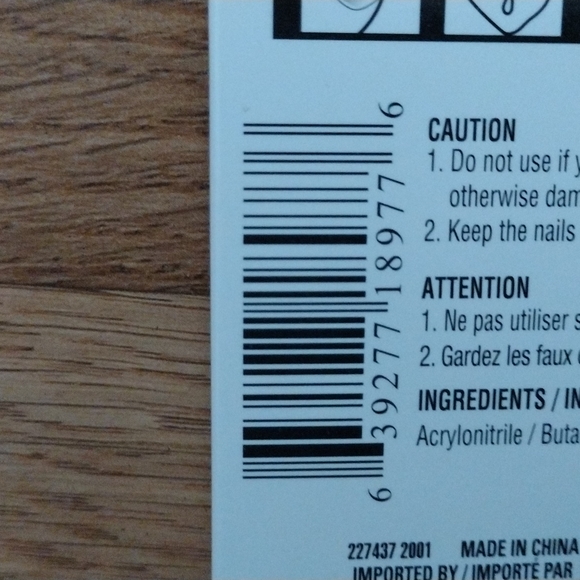 6 39277 18977 6
CAUTION
1. Do not use if
otherwise
2. Keep the nails
ATTENTION
1. Ne pas utiliser
2. Gardez les faux
INGREDIENTS / IN
Acrylonitrile / Buta
227437 2001 MADE IN CHINA
IMPORTED BY / IMPORTÉ PAR